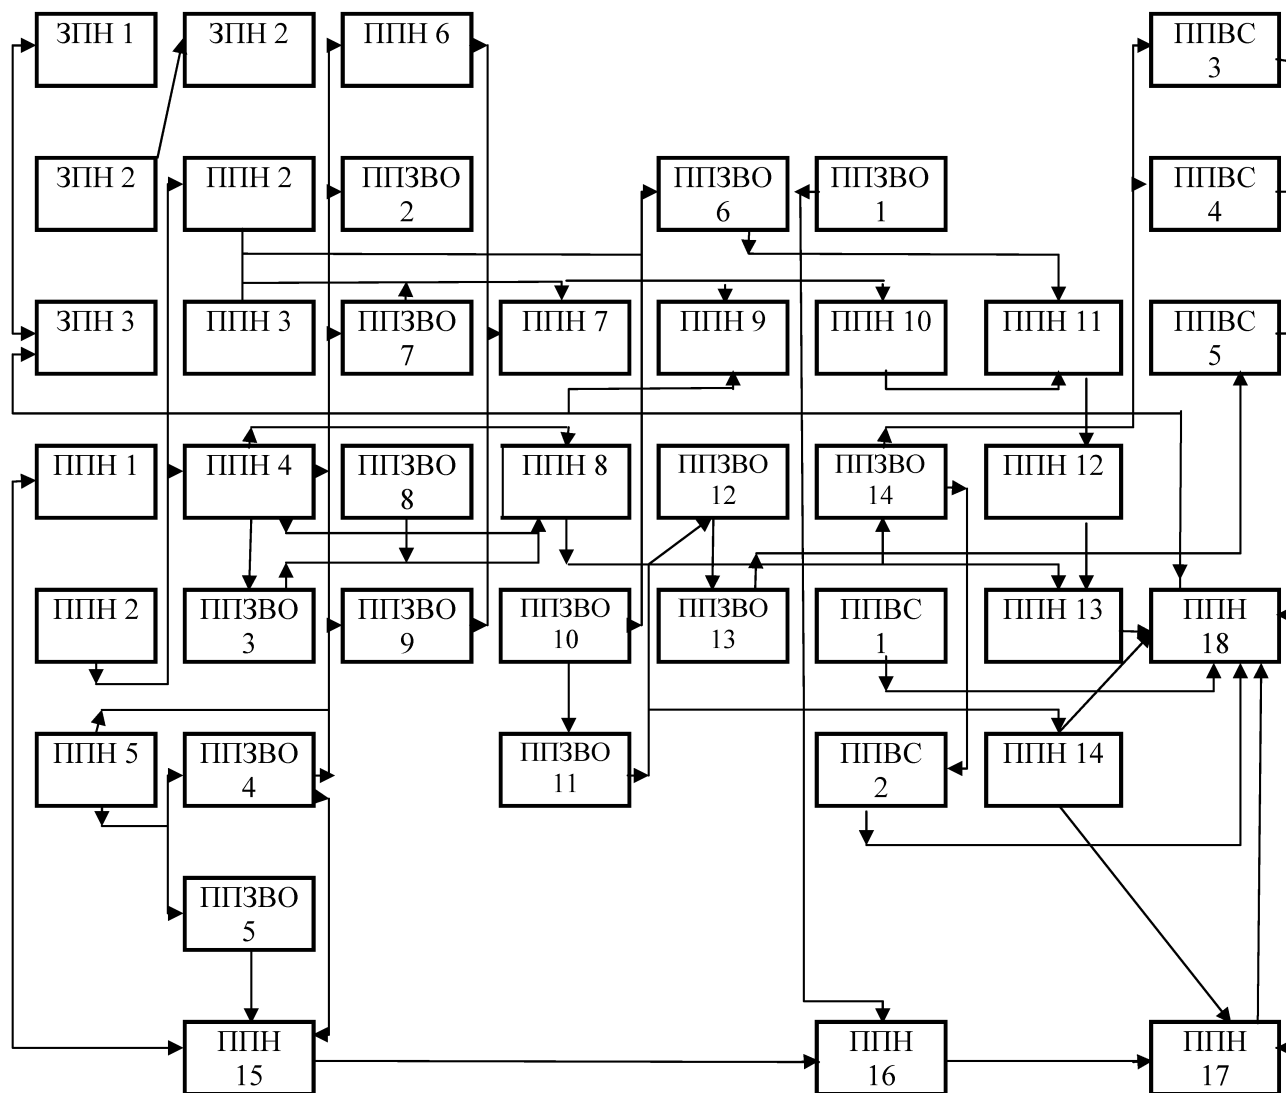 ЗПН 1
ЗПН 2
ППН 6
ППВС
3
ЗПН 2
ППН 2
ППЗВО
2
ППЗВО
6
ППЗВО
1
ППВС
4
ЗПН 3
ППН 3
ППЗВО
7
ППН 7
ППН 9
ППН 10
ППН 11
ППВС
5
ППН 1
ППН 4
ППЗВО
8
ППН 8
ППЗВО
12
ППЗВО
14
ППН 12
ППН 2
ППЗВО
3
ППЗВО
9
ППЗВО
10
ППЗВО
13
ППВС
1
ППН 13
ППН
18
ППН 5
ППЗВО
4
ППЗВО
11
ППВС
2
ППН 14
ППЗВО
5
ППН
15
ППН
16
ППН
17